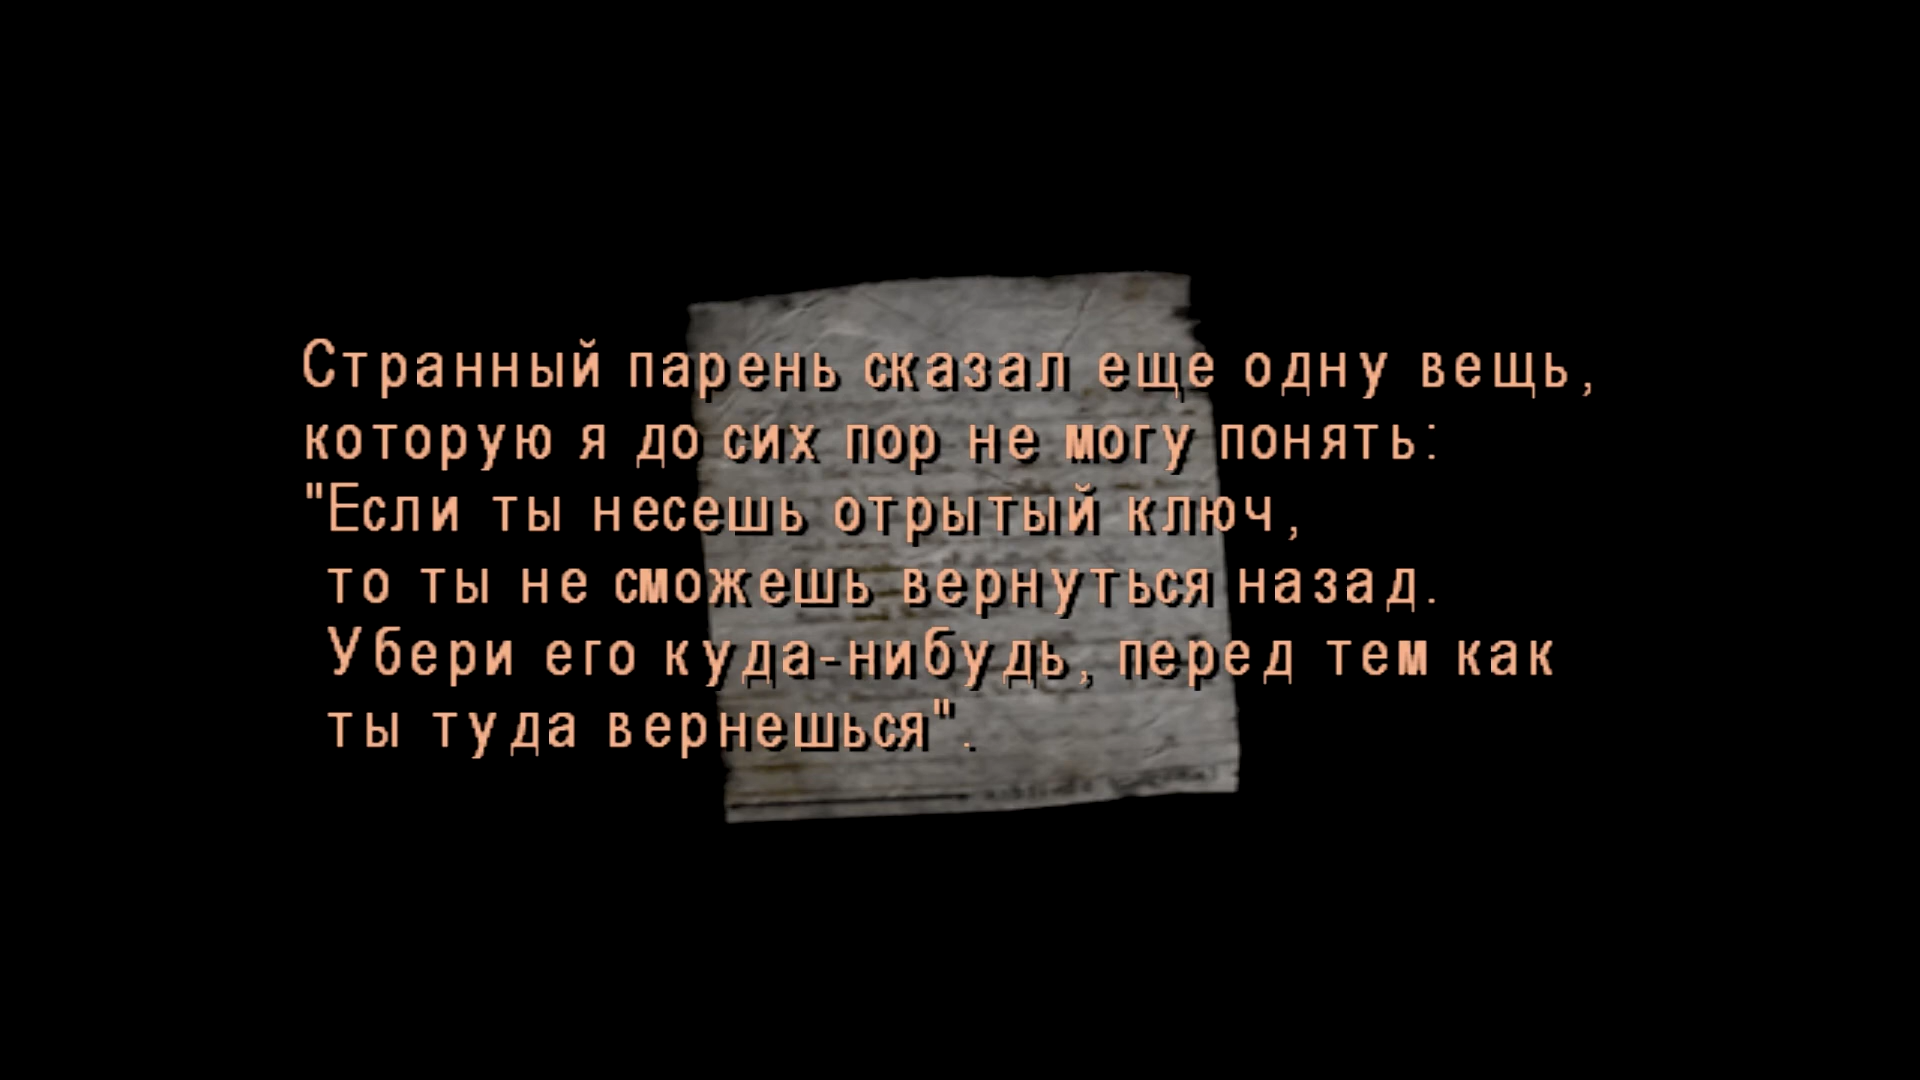 Странный парень сказал еще одну вещь,
которую я до сих пор не могу понять:
"Если ты несешь отрытый ключ,
то ты не сможешь вернуться назад.
Убери его куда-нибудь, перед тем как
ты туда вернешься".